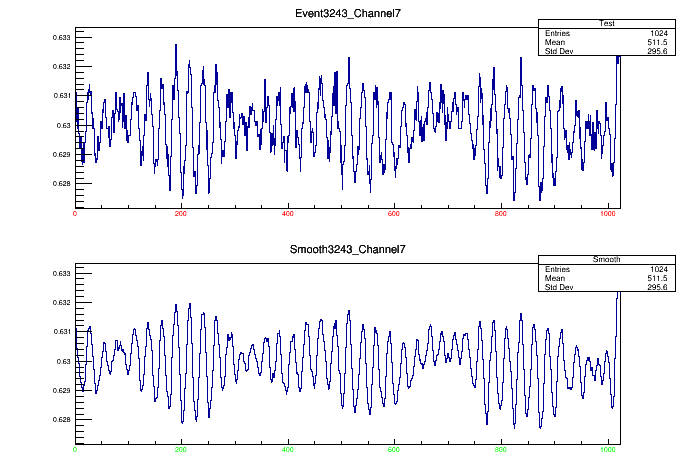 Event3243_Channel7
Test
Entries 1024
Mean 511.5
Std Dev 295.6
0.633
0.632
0.631
0.63
0.629
0.628
0 200 400 600 800 1000
Smooth3243_Channel7
Smooth
Entries 1024
Mean 511.5
Std Dev 295.6
0.633
0.632
0.631
0.63
0.629
0.628
0 200 400 600 800 1000